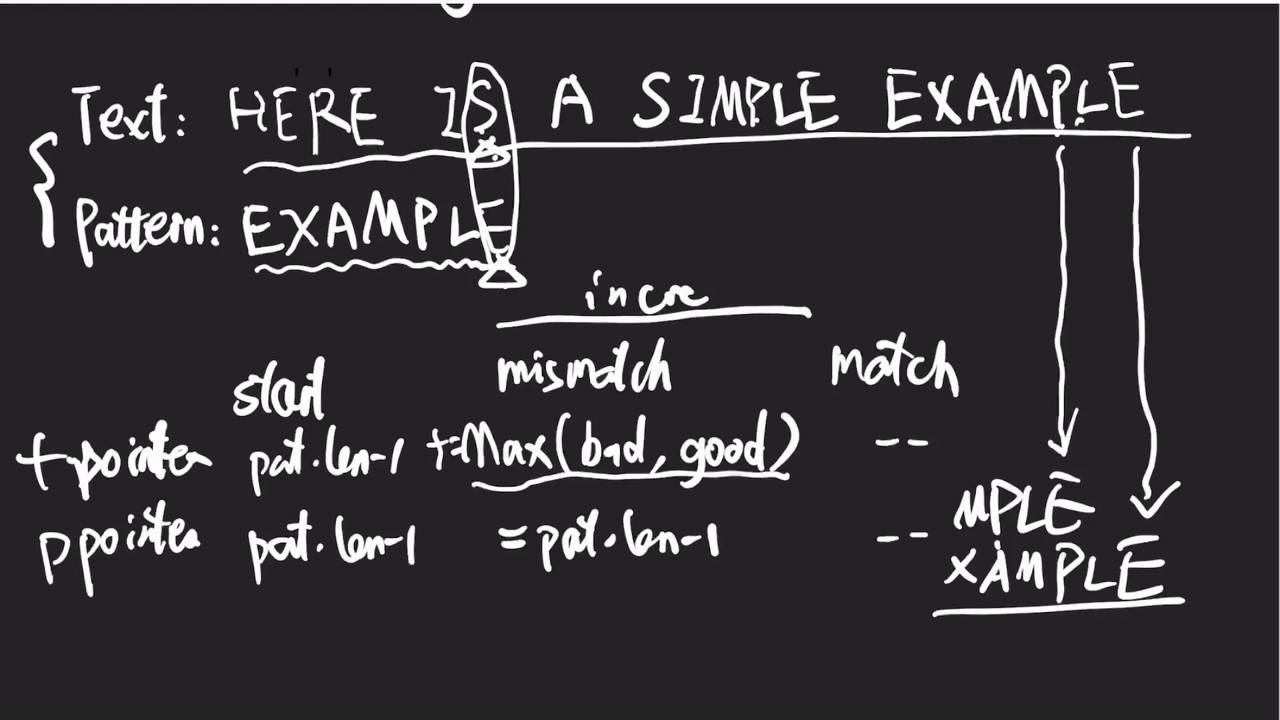 Text: HERE IS A SIMPLE EXAMPLE
Pattern: EXAMPLE
incre
start mismatch match
t pointer pat.len-1 += Max(bad, good) --
p pointer pat.len-1 = pat.len-1 --
MPLE
XAMPLE